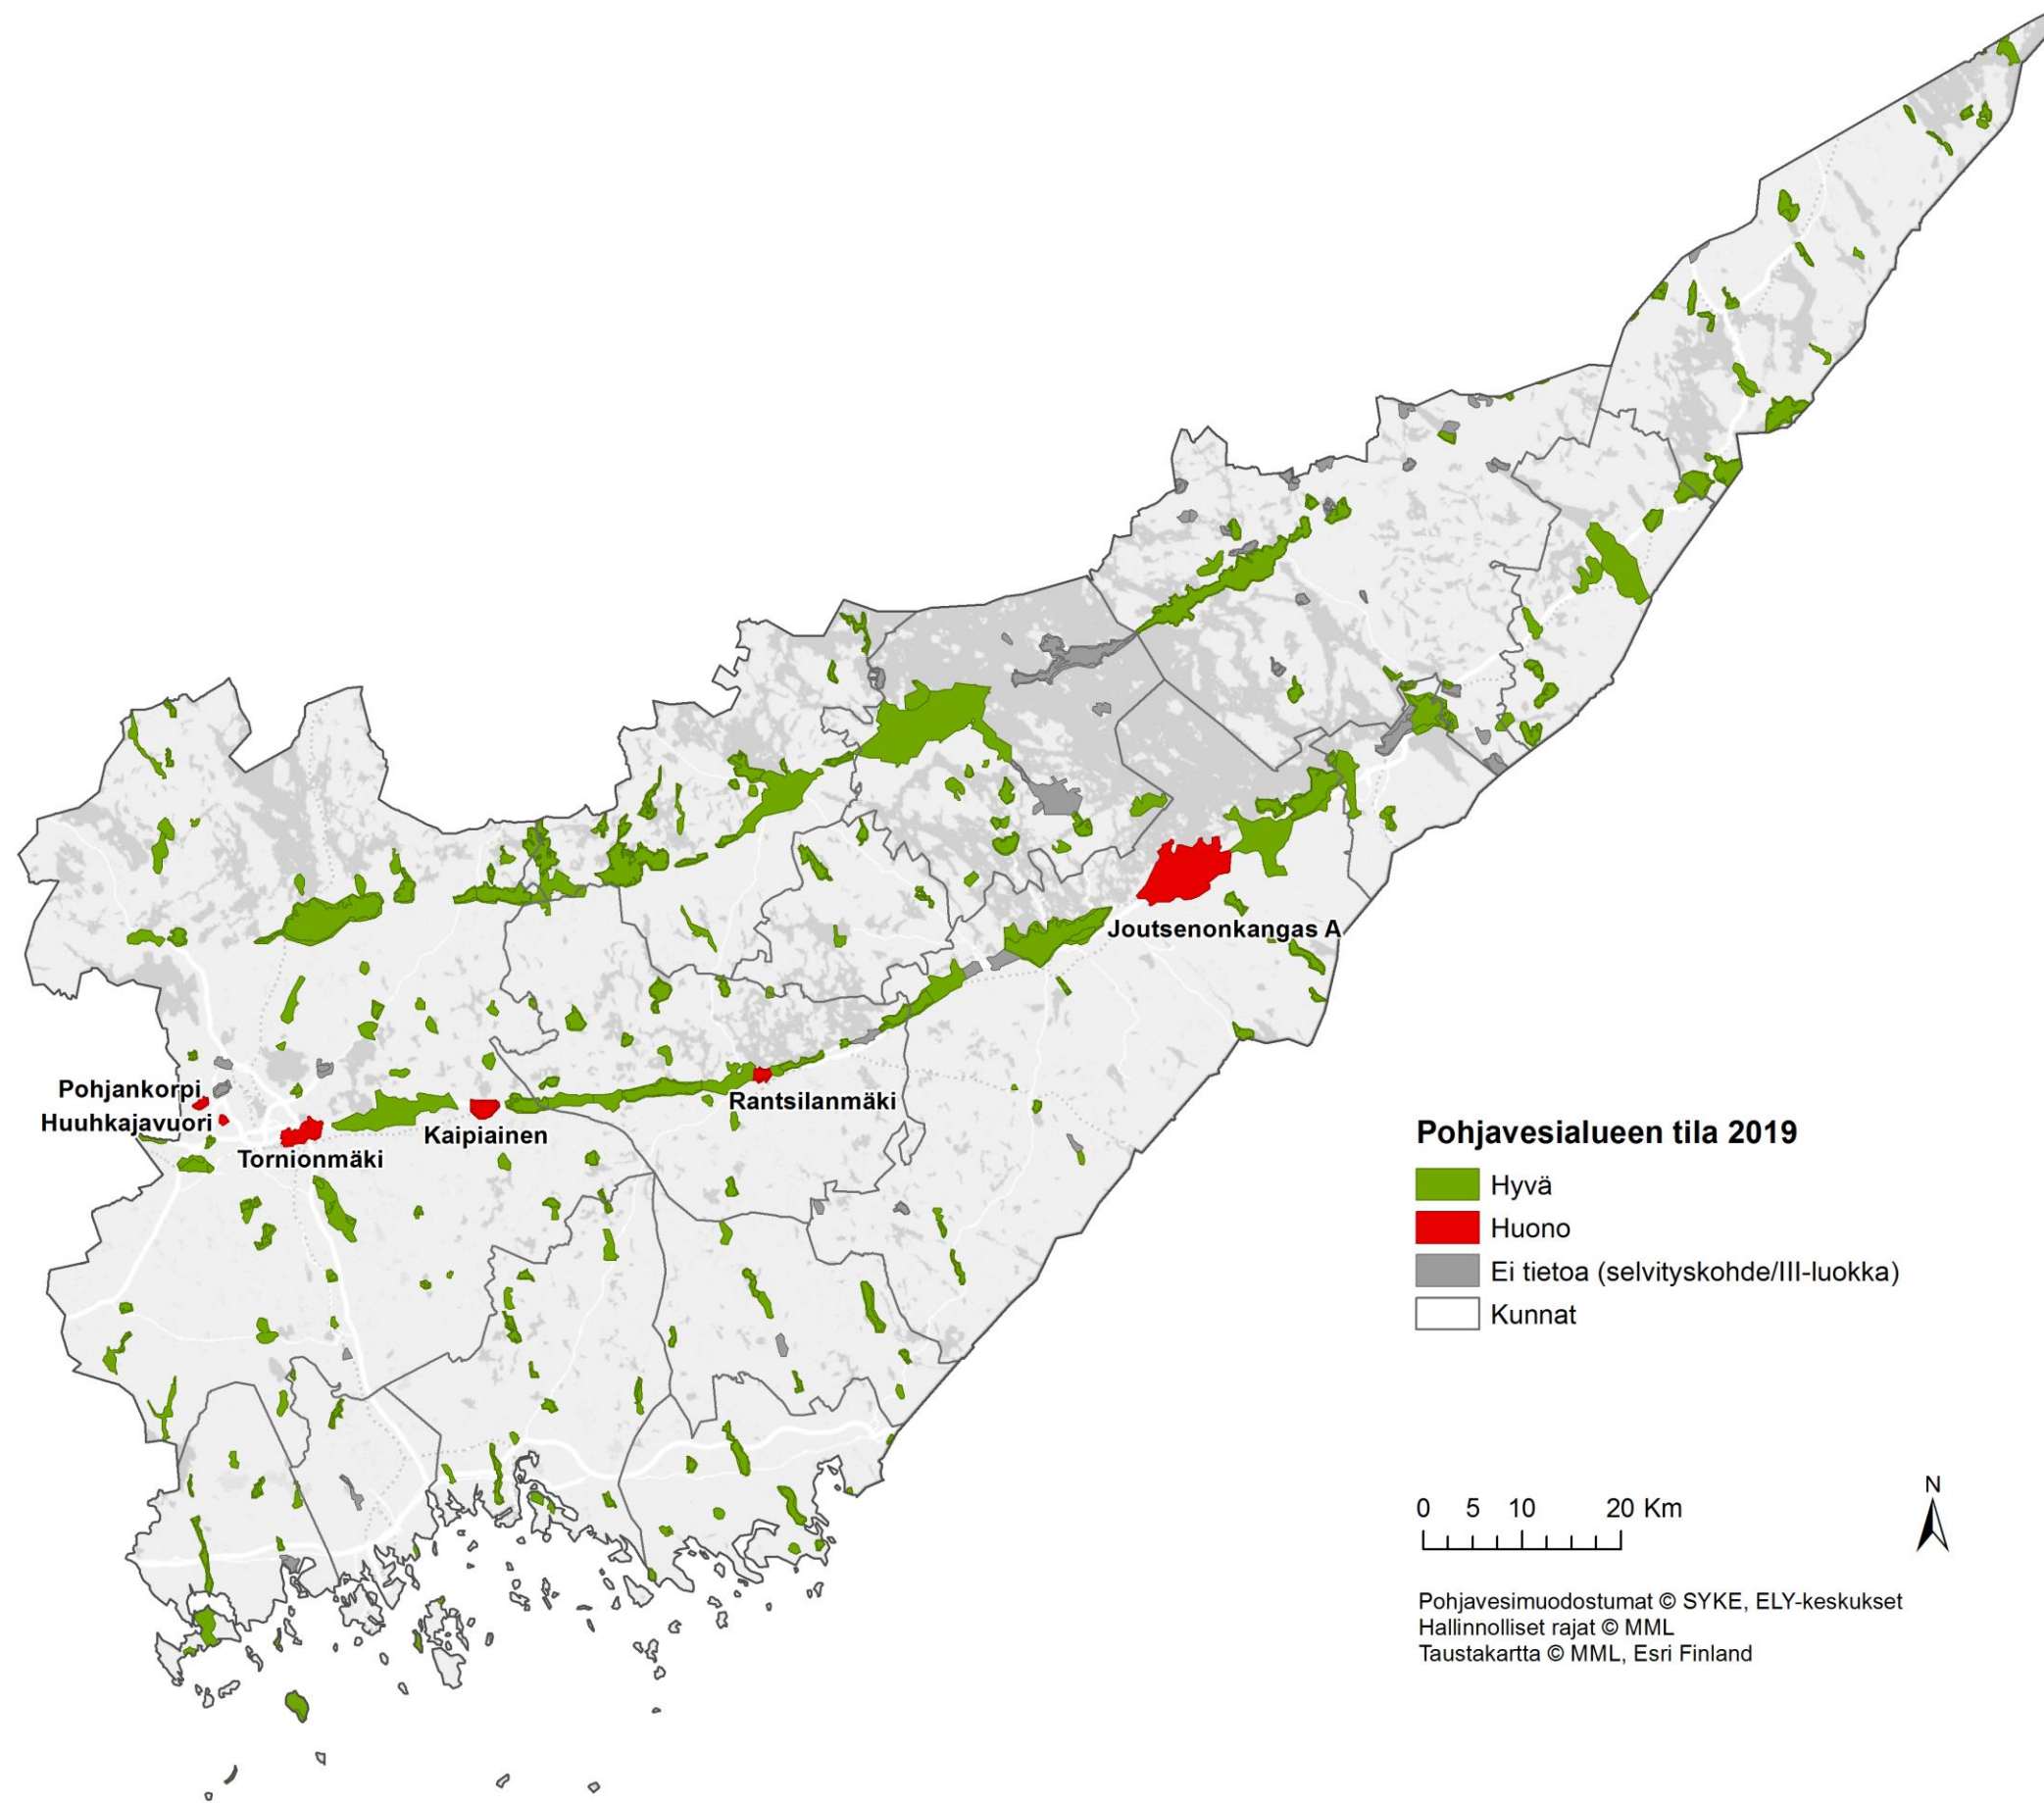 Joutsenonkangas A
Pohjankorpi
Huuhkajavuori
Rantsilanmäki
Kaipiainen
Tornionmäki
Pohjavesialueen tila 2019
Hyvä
Huono
Ei tietoa (selvityskohde/III-luokka)
Kunnat
0 5 10 20 Km
N
Pohjavesimuodostumat © SYKE, ELY-keskukset
Hallinnolliset rajat © MML
Taustakartta © MML, Esri Finland